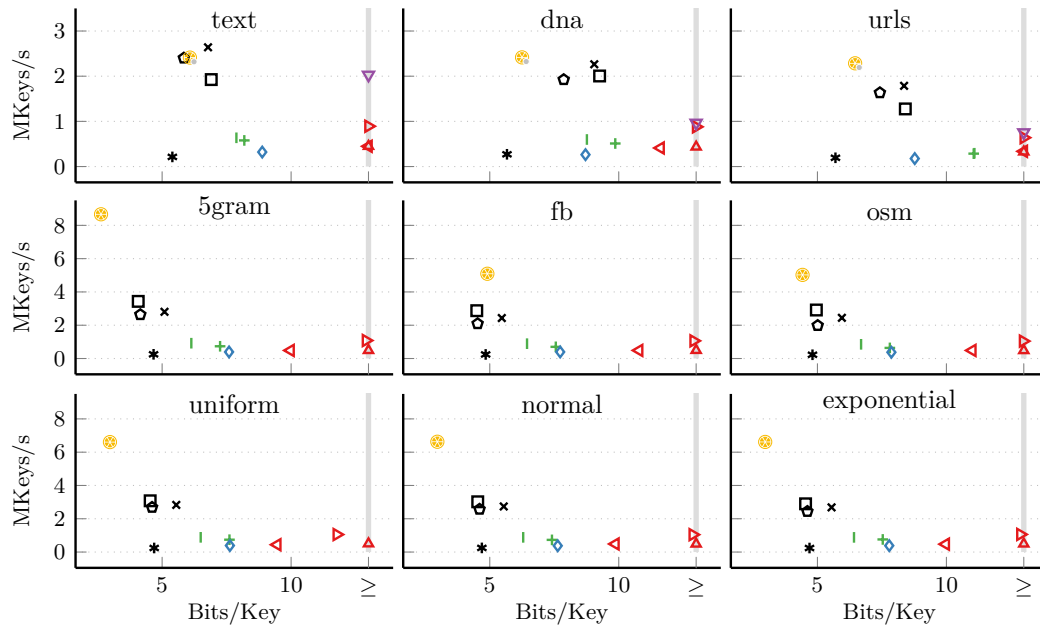 text dna urls
MKeys/s
3
2
1
0
5gram fb osm
MKeys/s
8
6
4
2
0
uniform normal exponential
MKeys/s
8
6
4
2
0
5 10 ≥ 5 10 ≥ 5 10 ≥
Bits/Key Bits/Key Bits/Key